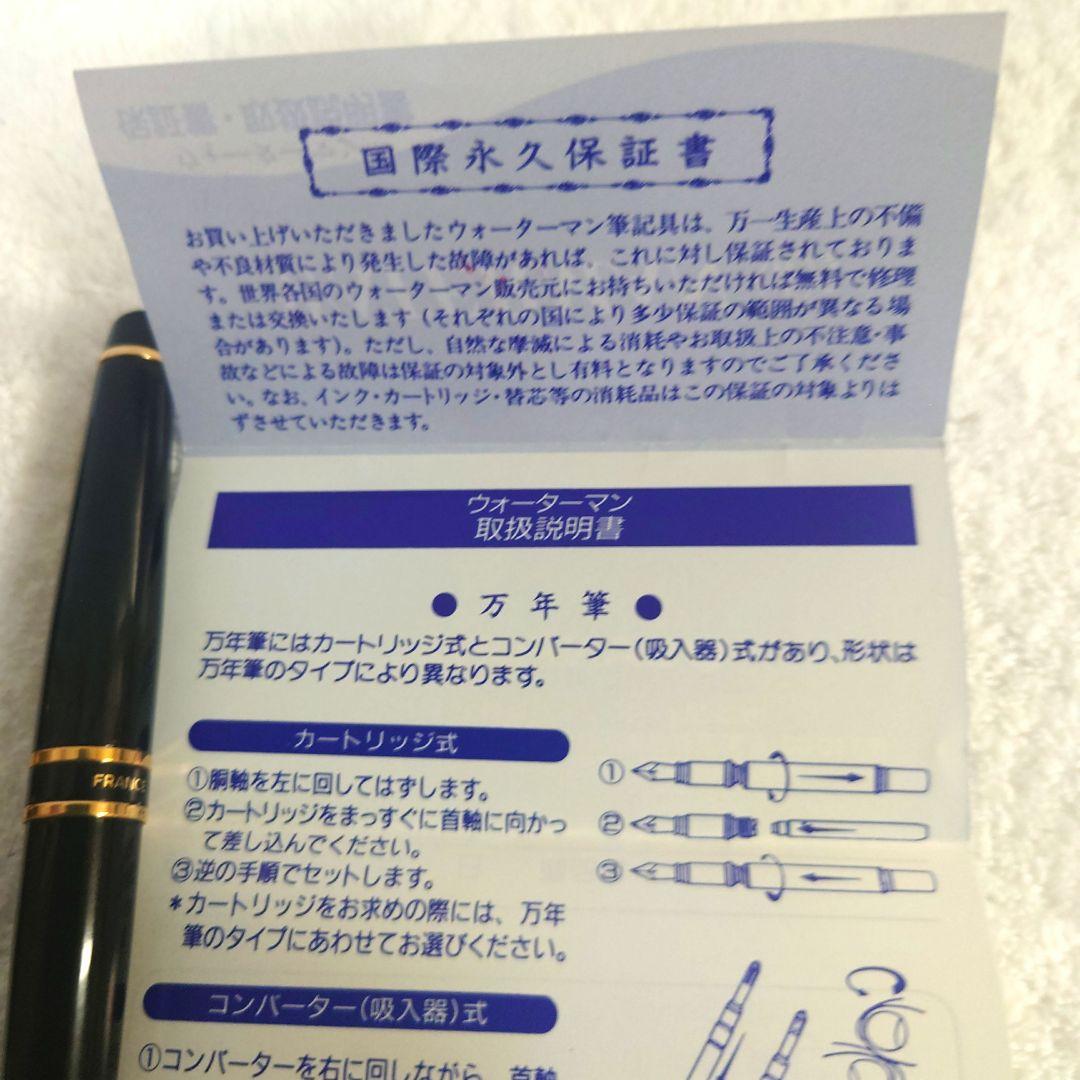 国際永久保証書
お買い上げいただきましたウォーターマン筆記具は、万一生産上の不備
や不良材質により発生した故障があれば、これに対し保証されておりま
す。世界各国のウォーターマン販売元にお持ちいただければ無料で修理
または交換いたします(それぞれの国により多少保証の範囲が異なる場
合があります)。ただし、自然な摩滅による消耗やお取扱上の不注意・事
故などによる故障は保証の対象外とし有料となりますのでご了承くださ
い。なお、インク・カートリッジ・替芯等の消耗品はこの保証の対象よりは
ずさせていただきます。
ウォーターマン
取扱説明書
●万年筆●
万年筆にはカートリッジ式とコンバーター(吸入器)式があり、形状は
万年筆のタイプにより異なります。
カートリッジ式
①胴軸を左に回してはずします。
②カートリッジをまっすぐに首軸に向かっ
て差し込んでください。
③逆の手順でセットします。
*カートリッジをお求めの際には、万年
筆のタイプにあわせてお選びください。
①
②
③
コンバーター(吸入器)式
①コンバーターを右に回しながら、首軸
FRANCE